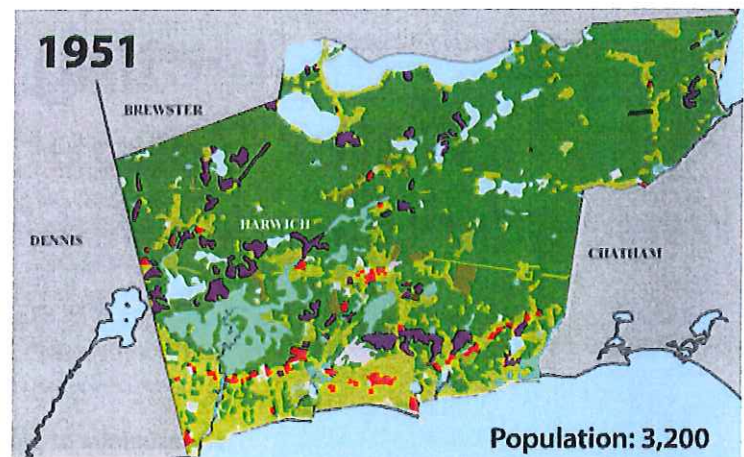 1951
BREWSTER
HARWICH
DENNIS
CHATHAM
Population: 3,200